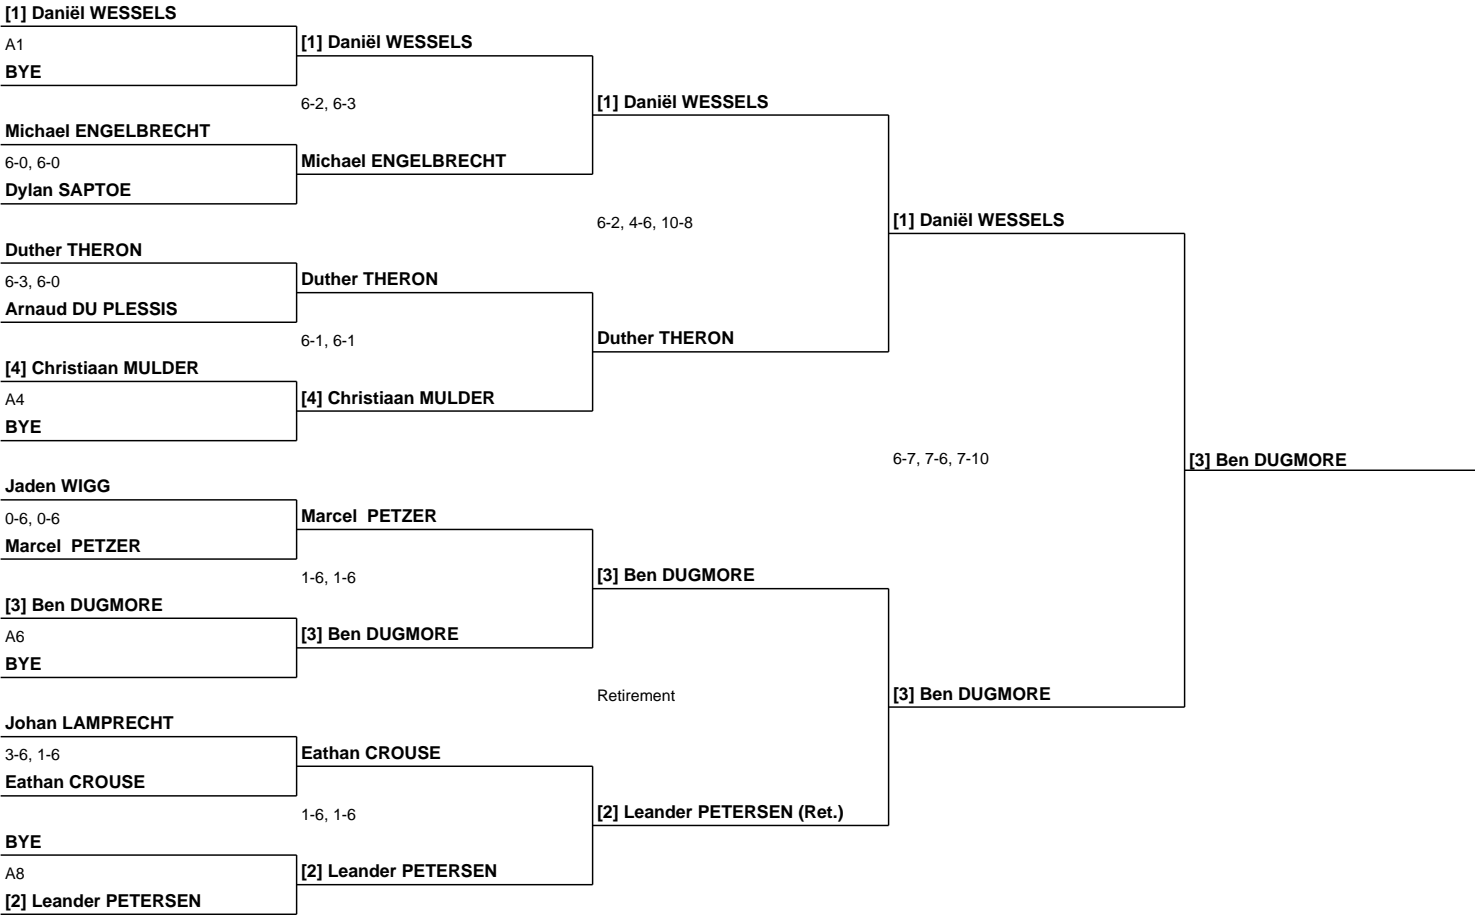 [1] Daniël WESSELS
A1
BYE
Michael ENGELBRECHT
6-0, 6-0
Dylan SAPTOE
Duther THERON
6-3, 6-0
Arnaud DU PLESSIS
[4] Christiaan MULDER
A4
BYE
Jaden WIGG
0-6, 0-6
Marcel  PETZER
[3] Ben DUGMORE
A6
BYE
Johan LAMPRECHT
3-6, 1-6
Eathan CROUSE
BYE
A8
[2] Leander PETERSEN
[1] Daniël WESSELS
6-2, 6-3
Michael ENGELBRECHT
Duther THERON
6-1, 6-1
[4] Christiaan MULDER
Marcel  PETZER
1-6, 1-6
[3] Ben DUGMORE
Eathan CROUSE
1-6, 1-6
[2] Leander PETERSEN
[1] Daniël WESSELS
6-2, 4-6, 10-8
Duther THERON
[3] Ben DUGMORE
Retirement
[2] Leander PETERSEN (Ret.)
[1] Daniël WESSELS
6-7, 7-6, 7-10
[3] Ben DUGMORE
[3] Ben DUGMORE